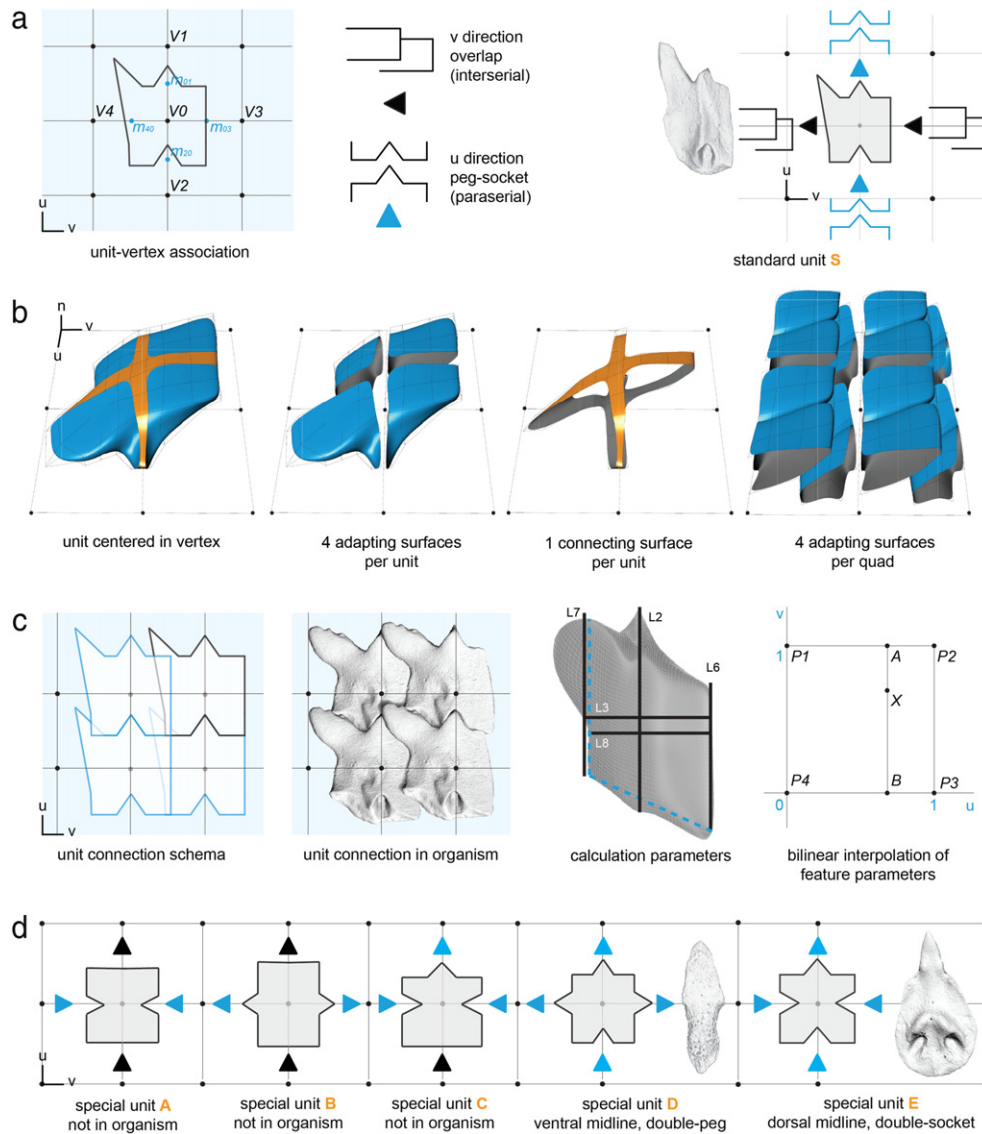 a
V1
m01
V4
V0
V3
m40
m03
m20
V2
u
v
unit-vertex association
v direction
overlap
(interserial)
u direction
peg-socket
(paraserial)
u
v
standard unit S
b
n
v
u
unit centered in vertex
4 adapting surfaces
per unit
1 connecting surface
per unit
4 adapting surfaces
per quad
c
u
v
unit connection schema
unit connection in organism
L7
L2
L6
L3
L8
calculation parameters
v
1
P1
A
P2
X
P4
B
P3
0
1
u
bilinear interpolation of
feature parameters
d
u
v
special unit A
not in organism
special unit B
not in organism
special unit C
not in organism
special unit D
ventral midline, double-peg
special unit E
dorsal midline, double-socket